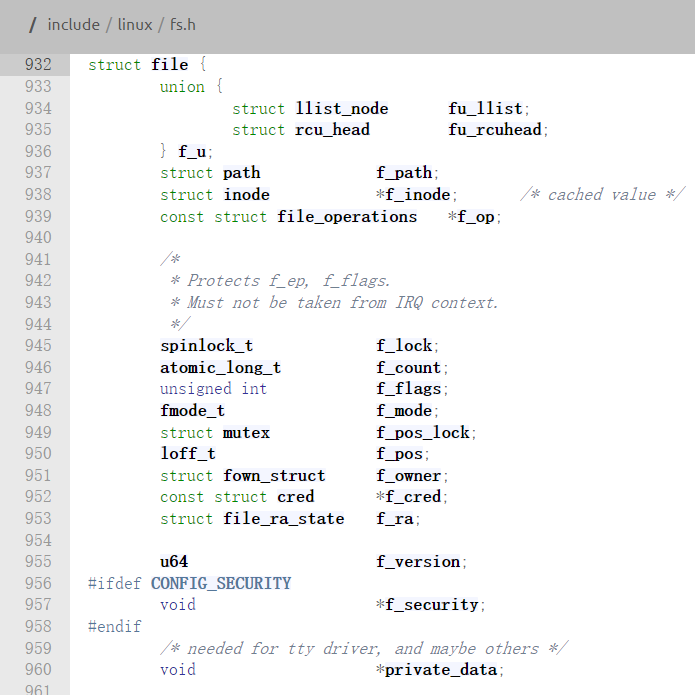 / include / linux / fs.h
932 struct file {
933 union {
934 struct llist_node fu_llist;
935 struct rcu_head fu_rcuhead;
936 } f_u;
937 struct path f_path;
938 struct inode *f_inode; /* cached value */
939 const struct file_operations *f_op;
940
941 /*
942 * Protects f_ep, f_flags.
943 * Must not be taken from IRQ context.
944 */
945 spinlock_t f_lock;
946 atomic_long_t f_count;
947 unsigned int f_flags;
948 fmode_t f_mode;
949 struct mutex f_pos_lock;
950 loff_t f_pos;
951 struct fown_struct f_owner;
952 const struct cred *f_cred;
953 struct file_ra_state f_ra;
954
955 u64 f_version;
956 #ifdef CONFIG_SECURITY
957 void *f_security;
958 #endif
959 /* needed for tty driver, and maybe others */
960 void *private_data;
961